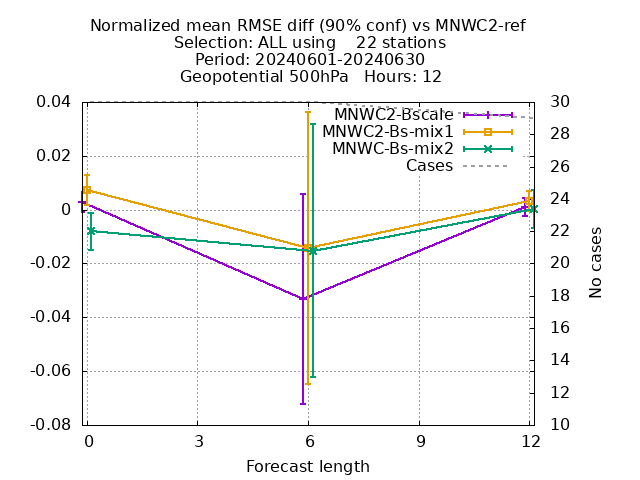 Normalized mean RMSE diff (90% conf) vs MNWC2-ref
Selection: ALL using    22 stations
Period: 20240601-20240630
Geopotential 500hPa   Hours: 12
0.04
0.02
0
-0.02
-0.04
-0.06
-0.08
30
28
26
24
22
20
18
16
14
12
10
No cases
MNWC2-Bscale
MNWC2-Bs-mix1
MNWC-Bs-mix2
Cases
0
3
6
9
12
Forecast length